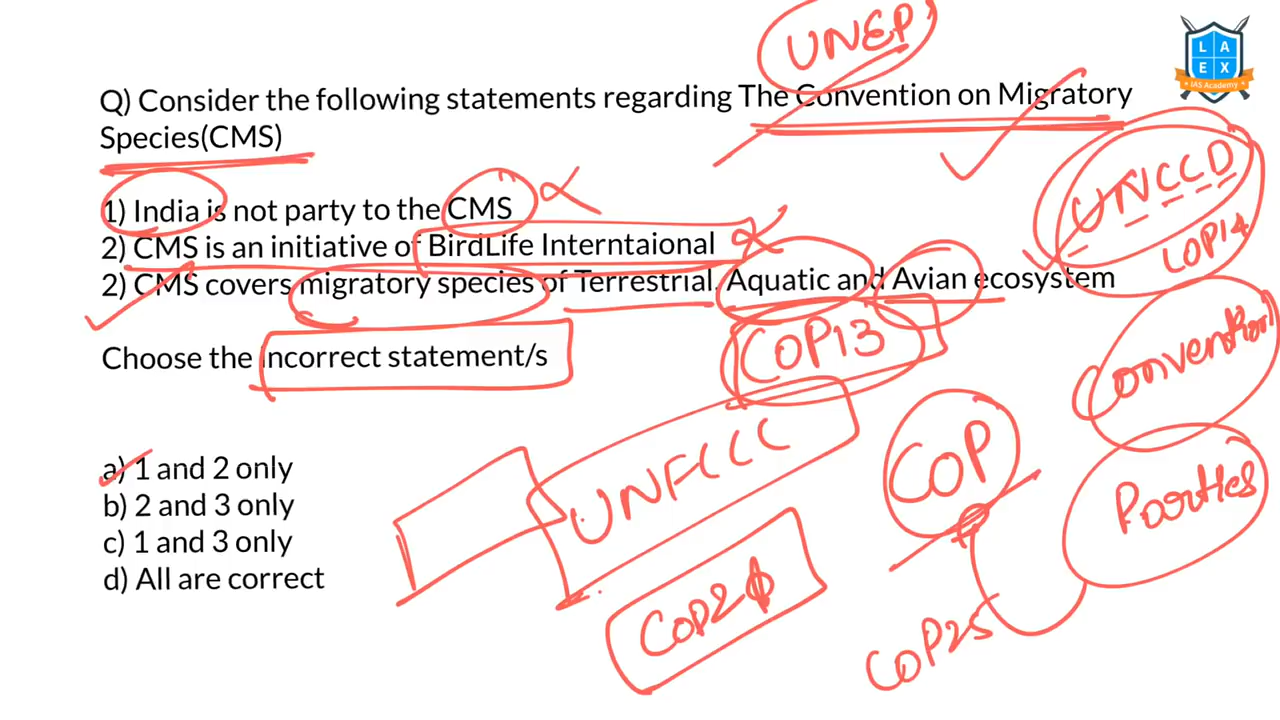 UNEP
L A
E X
IAS Academy
Q) Consider the following statements regarding The Convention on Migratory
Species(CMS)
UNCCD
COP14
1) India is not party to the CMS
2) CMS is an initiative of BirdLife Interntaional
2) CMS covers migratory species of Terrestrial, Aquatic and Avian ecosystem
Choose the incorrect statement/s
COP13
Convention
UNFCCC
COP
Parties
a) 1 and 2 only
b) 2 and 3 only
c) 1 and 3 only
d) All are correct
COP25